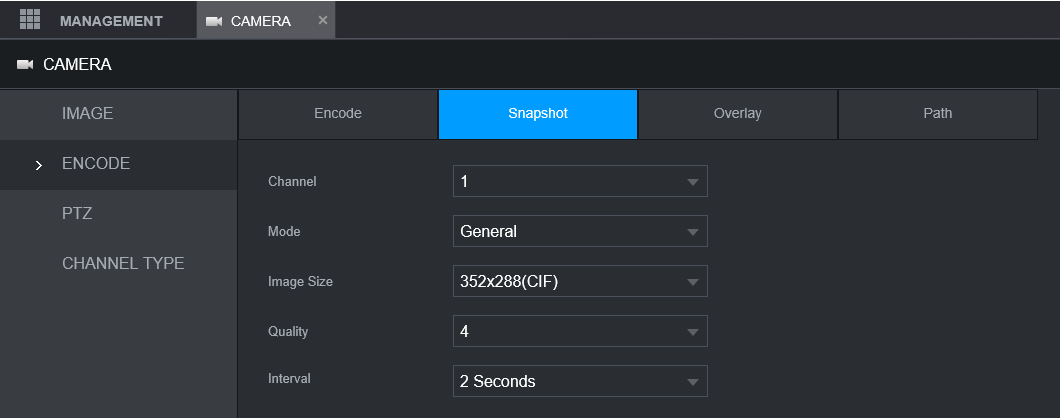 MANAGEMENT CAMERA ×
CAMERA
IMAGE
ENCODE
PTZ
CHANNEL TYPE
Encode Snapshot Overlay Path
Channel 1
Mode General
Image Size 352x288(CIF)
Quality 4
Interval 2 Seconds